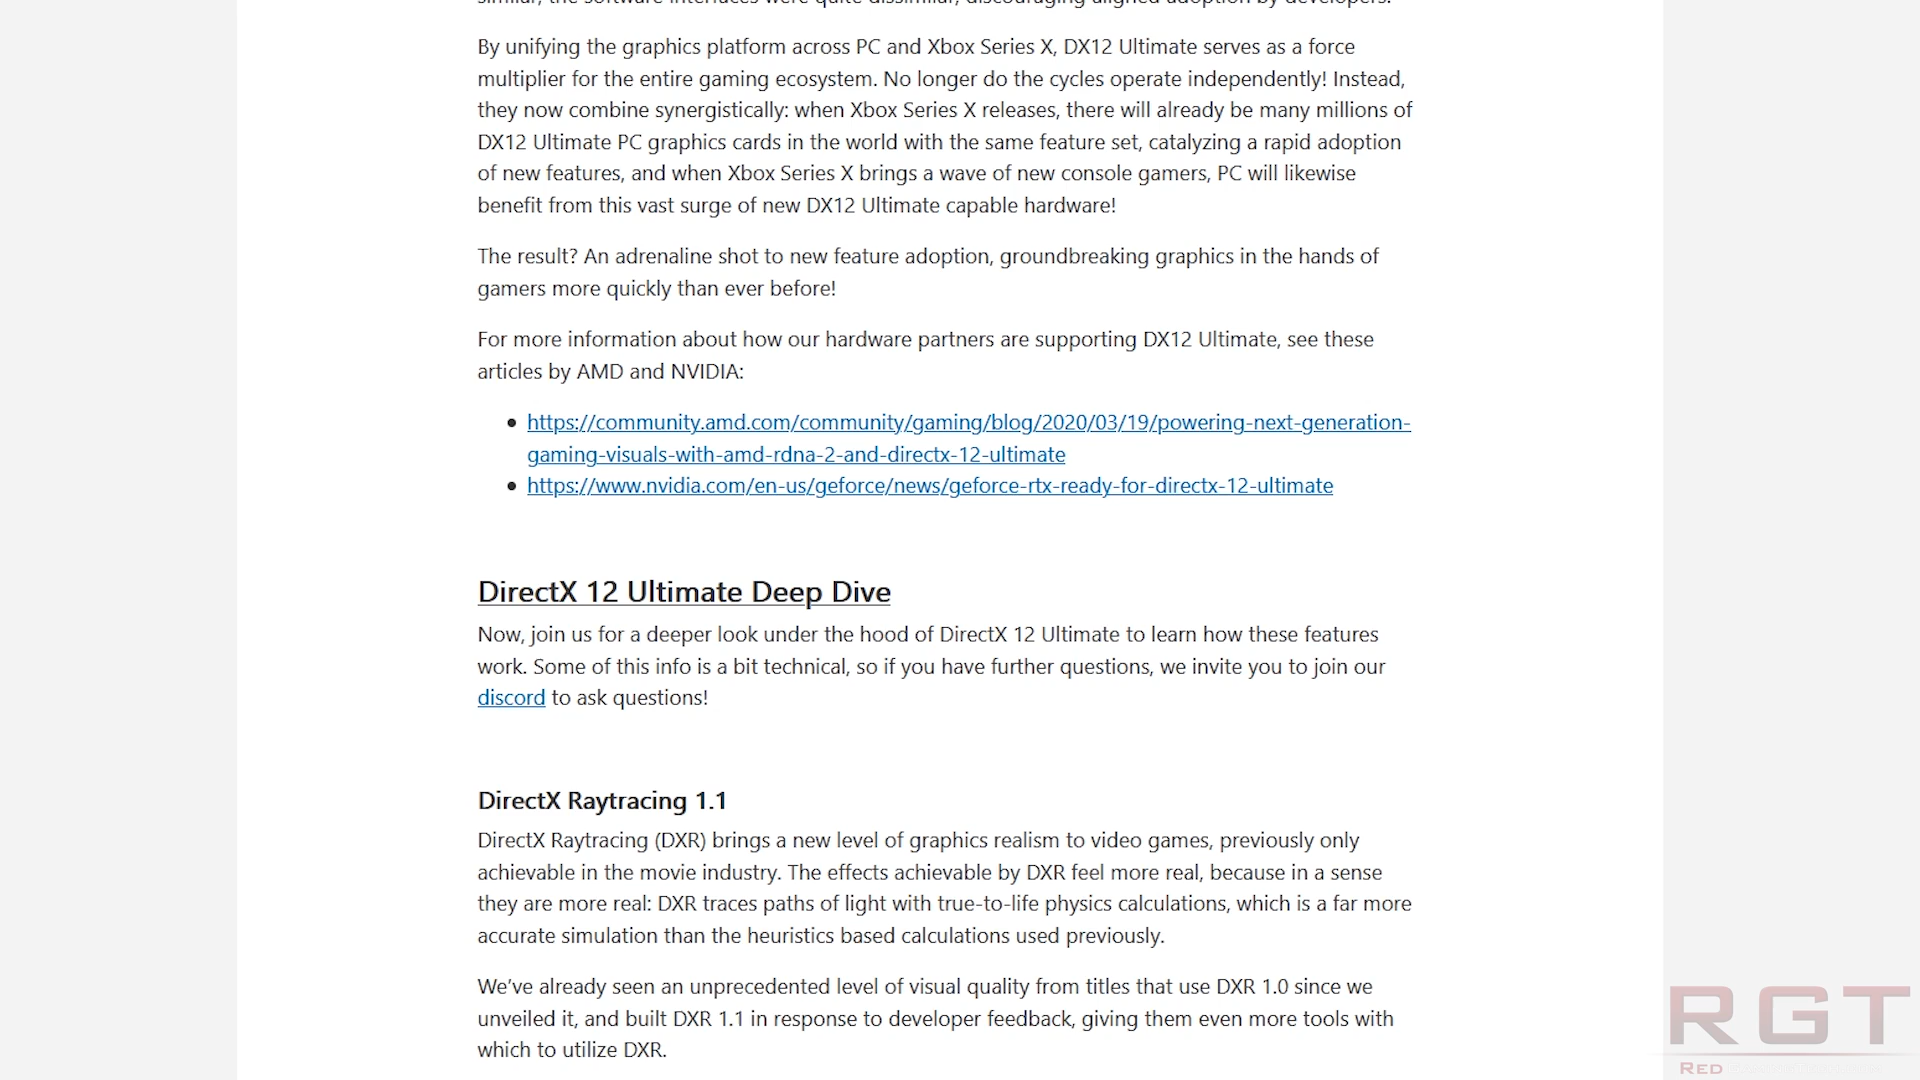 similar, the software interfaces were quite dissimilar, discouraging aligned adoption by developers.
By unifying the graphics platform across PC and Xbox Series X, DX12 Ultimate serves as a force
multiplier for the entire gaming ecosystem. No longer do the cycles operate independently! Instead,
they now combine synergistically: when Xbox Series X releases, there will already be many millions of
DX12 Ultimate PC graphics cards in the world with the same feature set, catalyzing a rapid adoption
of new features, and when Xbox Series X brings a wave of new console gamers, PC will likewise
benefit from this vast surge of new DX12 Ultimate capable hardware!
The result? An adrenaline shot to new feature adoption, groundbreaking graphics in the hands of
gamers more quickly than ever before!
For more information about how our hardware partners are supporting DX12 Ultimate, see these
articles by AMD and NVIDIA:
• https://community.amd.com/community/gaming/blog/2020/03/19/powering-next-generation-
gaming-visuals-with-amd-rdna-2-and-directx-12-ultimate
• https://www.nvidia.com/en-us/geforce/news/geforce-rtx-ready-for-directx-12-ultimate
DirectX 12 Ultimate Deep Dive
Now, join us for a deeper look under the hood of DirectX 12 Ultimate to learn how these features
work. Some of this info is a bit technical, so if you have further questions, we invite you to join our
discord to ask questions!
DirectX Raytracing 1.1
DirectX Raytracing (DXR) brings a new level of graphics realism to video games, previously only
achievable in the movie industry. The effects achievable by DXR feel more real, because in a sense
they are more real: DXR traces paths of light with true-to-life physics calculations, which is a far more
accurate simulation than the heuristics based calculations used previously.
We've already seen an unprecedented level of visual quality from titles that use DXR 1.0 since we
unveiled it, and built DXR 1.1 in response to developer feedback, giving them even more tools with
which to utilize DXR.
RGT
RED